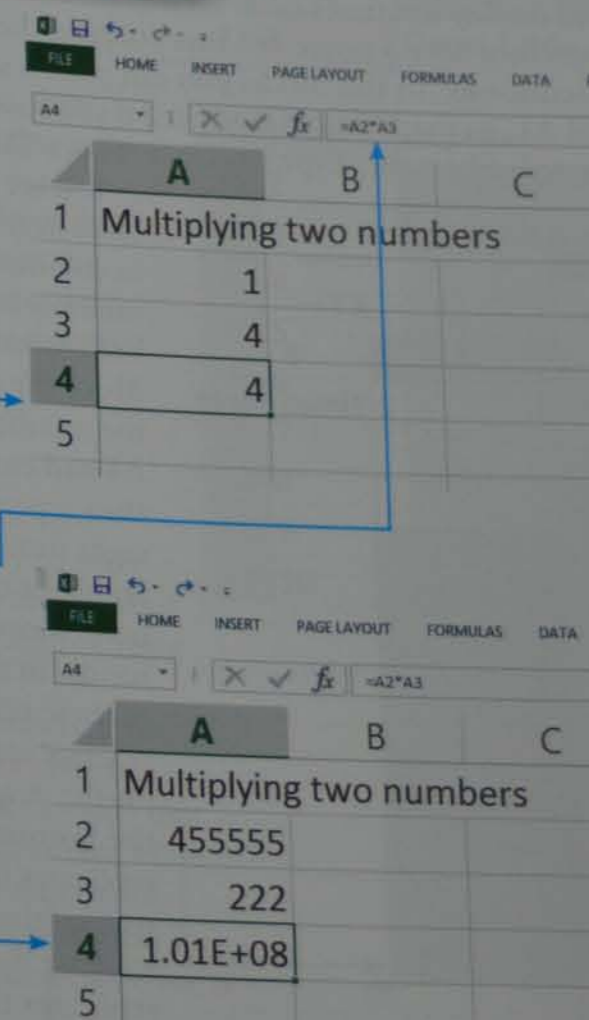 FILE HOME INSERT PAGE LAYOUT FORMULAS DATA
A4 fx =A2*A3
A B C
1 Multiplying two numbers
2 1
3 4
4 4
5
FILE HOME INSERT PAGE LAYOUT FORMULAS DATA
A4 fx =A2*A3
A B C
1 Multiplying two numbers
2 455555
3 222
4 1.01E+08
5